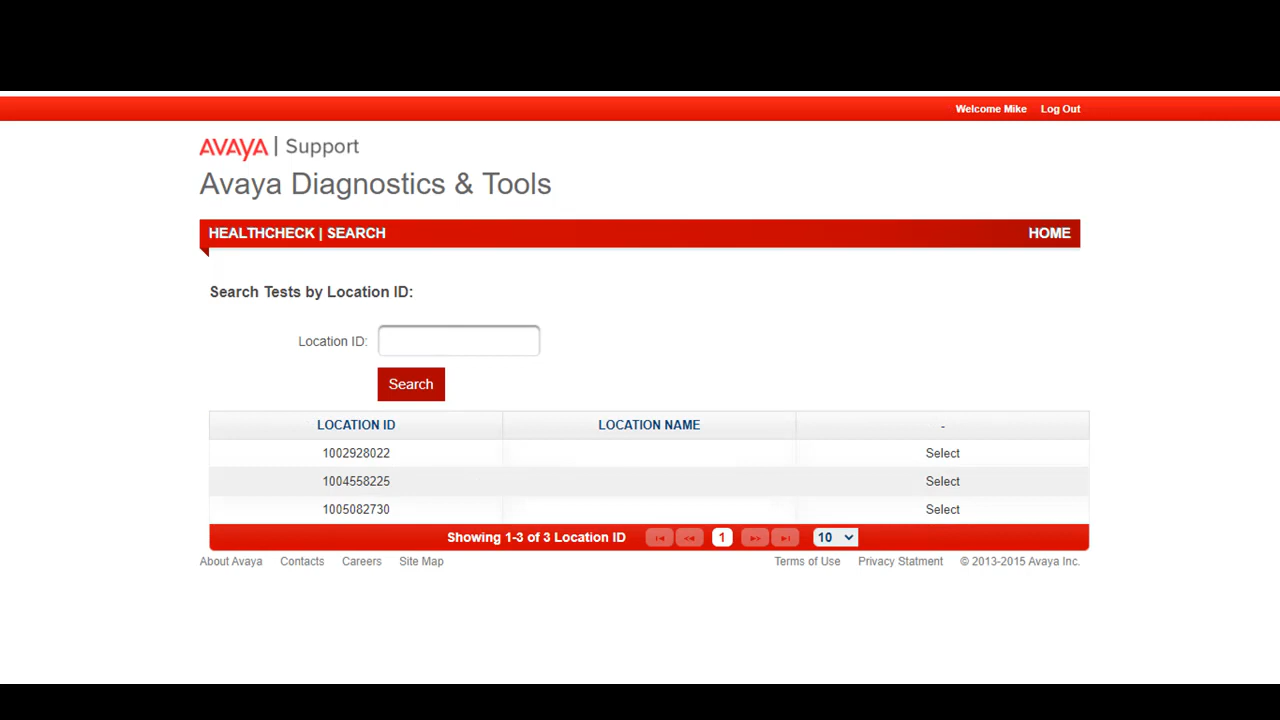 Welcome Mike Log Out
AVAYA | Support
Avaya Diagnostics & Tools
HEALTHCHECK | SEARCH HOME
Search Tests by Location ID:
Location ID:
Search
LOCATION ID LOCATION NAME -
1002928022 Select
1004558225 Select
1005082730 Select
Showing 1-3 of 3 Location ID 1 10
About Avaya Contacts Careers Site Map Terms of Use Privacy Statment © 2013-2015 Avaya Inc.